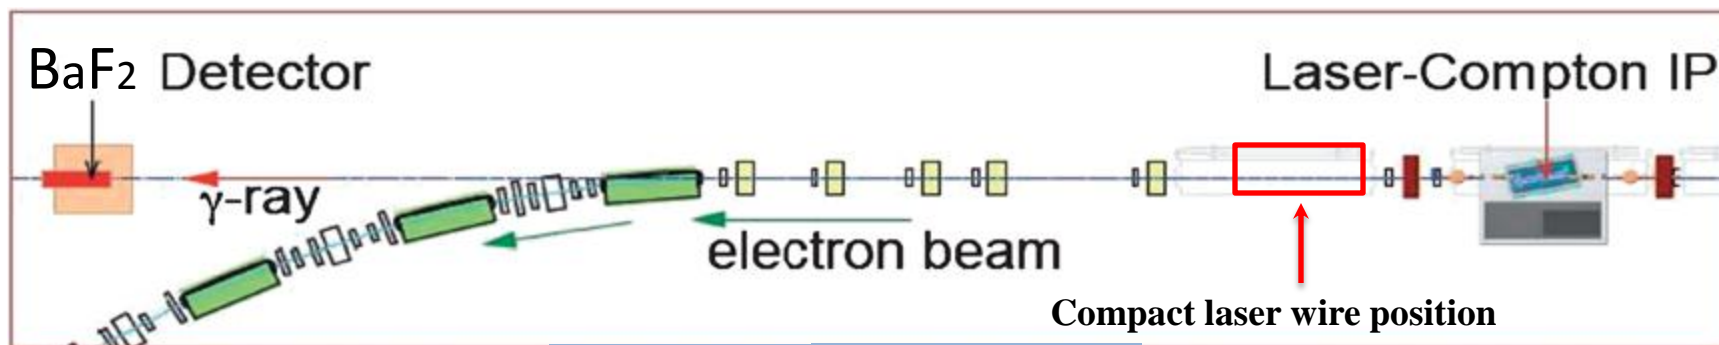 BaF2 Detector
Laser-Compton IP
γ-ray
electron beam
Compact laser wire position